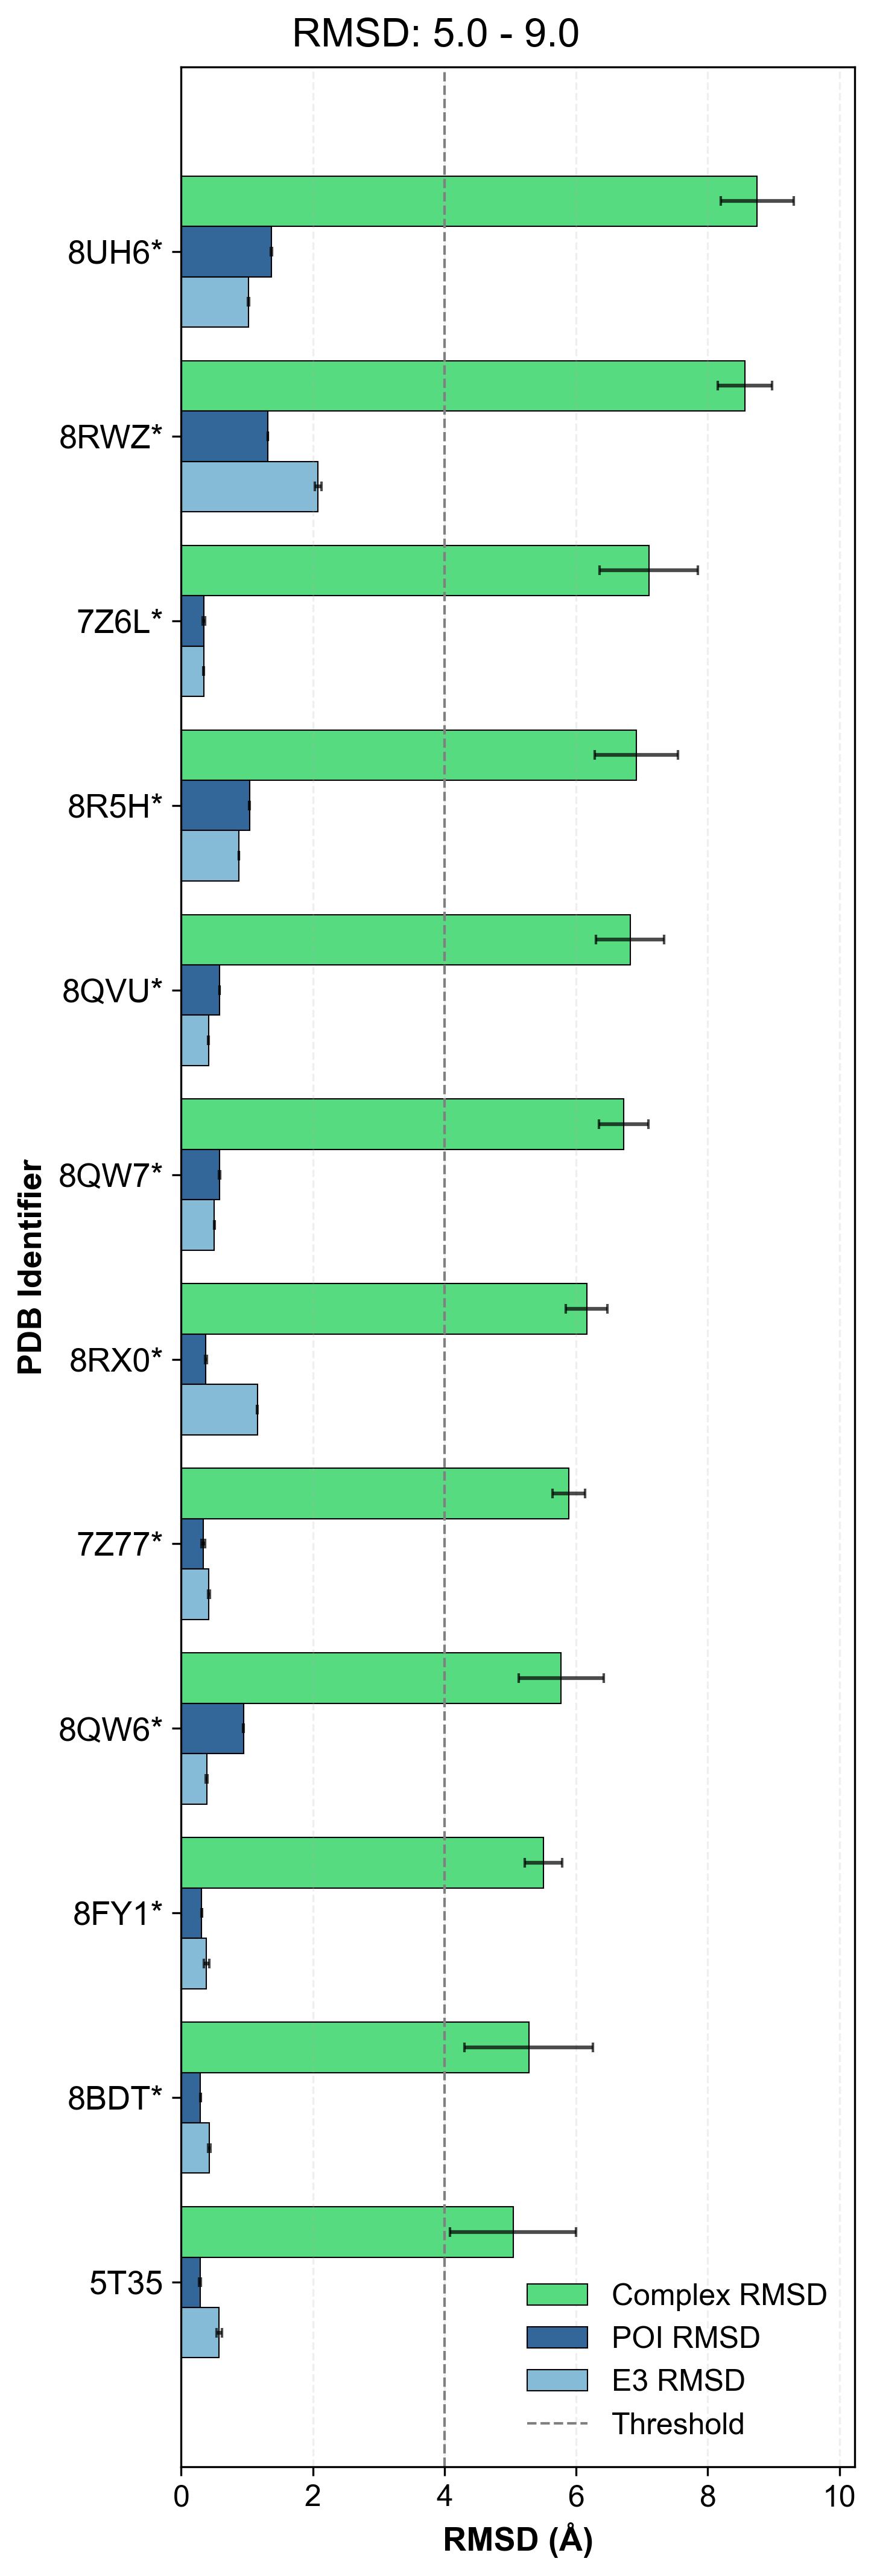 RMSD: 5.0 - 9.0
8UH6*
8RWZ*
7Z6L*
8R5H*
8QVU*
8QW7*
8RX0*
7Z77*
8QW6*
8FY1*
8BDT*
5T35
PDB Identifier
Complex RMSD
POI RMSD
E3 RMSD
Threshold
0 2 4 6 8 10
RMSD (Å)